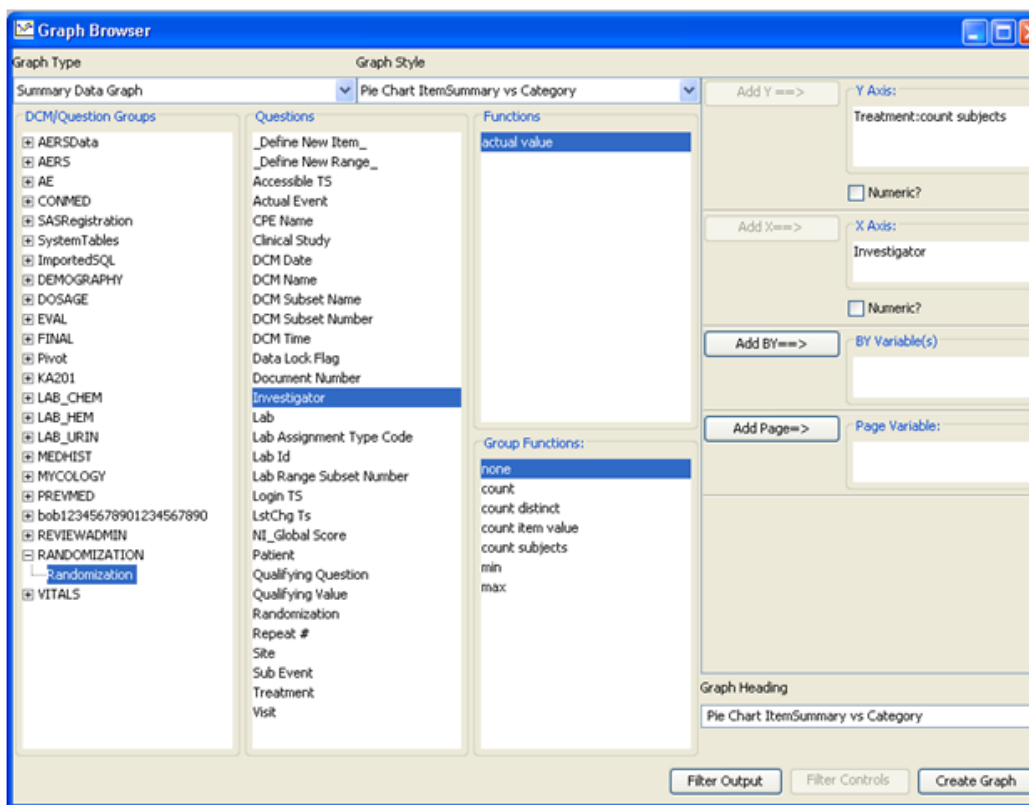 Graph Browser
Graph Type
Graph Style
Summary Data Graph
Pie Chart ItemSummary vs Category
DCM/Question Groups
AERSData
AERS
AE
CONMED
SASRegistration
SystemTables
ImportedSQL
DEMOGRAPHY
DOSAGE
EVAL
FINAL
Pivot
KA201
LAB_CHEM
LAB_HEM
LAB_URIN
MEDHIST
MYCOLOGY
PREVMED
bob12345678901234567890
REVIEWADMIN
RANDOMIZATION
Randomization
VITALS
Questions
_Define New Item_
_Define New Range_
Accessible TS
Actual Event
CPE Name
Clinical Study
DCM Date
DCM Name
DCM Subset Name
DCM Subset Number
DCM Time
Data Lock Flag
Document Number
Investigator
Lab
Lab Assignment Type Code
Lab Id
Lab Range Subset Number
Login TS
LstChg Ts
NI_Global Score
Patient
Qualifying Question
Qualifying Value
Randomization
Repeat #
Site
Sub Event
Treatment
Visit
Functions
actual value
Group Functions:
none
count
count distinct
count item value
count subjects
min
max
Add Y ==>
Y Axis:
Treatment:count subjects
Numeric?
Add X==>
X Axis:
Investigator
Numeric?
Add BY==>
BY Variable(s)
Add Page=>
Page Variable:
Graph Heading
Pie Chart ItemSummary vs Category
Filter Output
Filter Controls
Create Graph